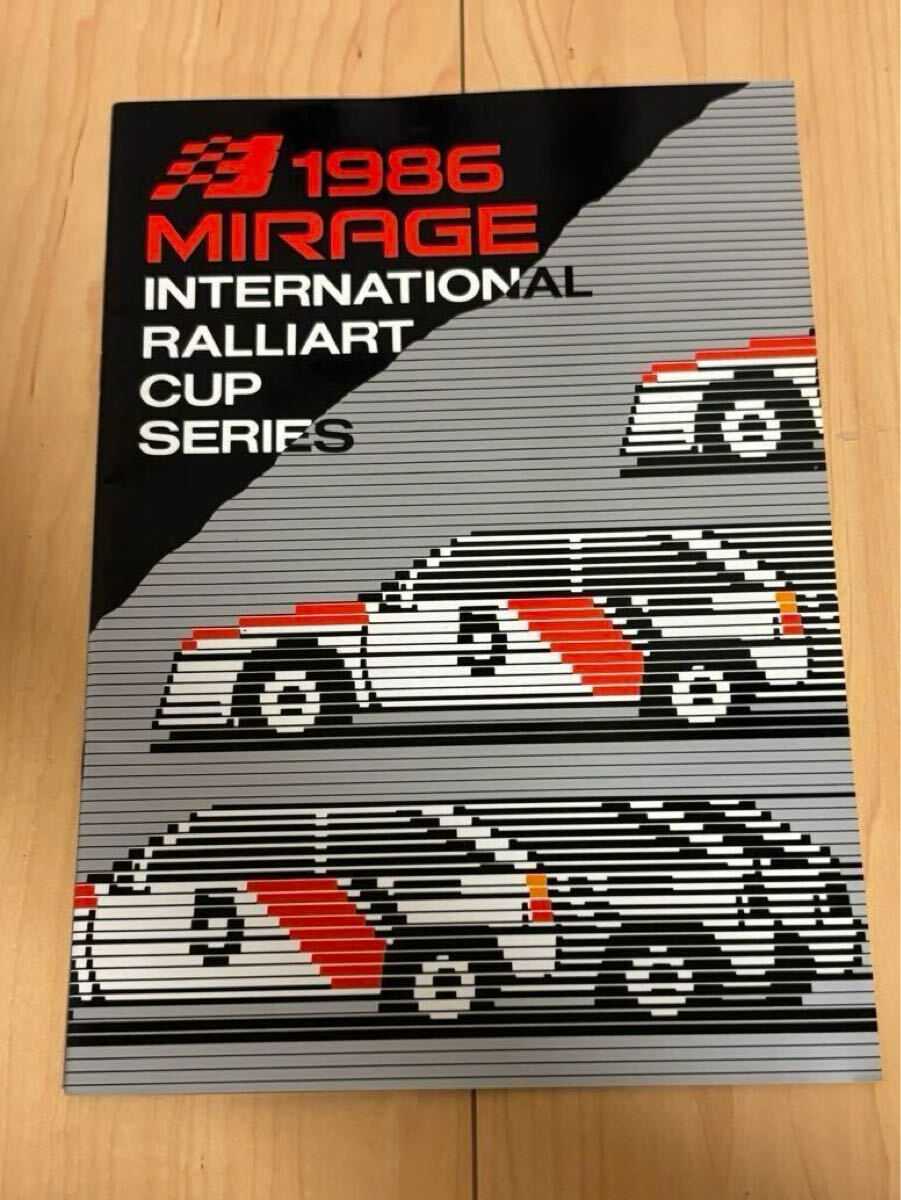 1986
MIRAGE
INTERNATIONAL
RALLIART
CUP
SERIES